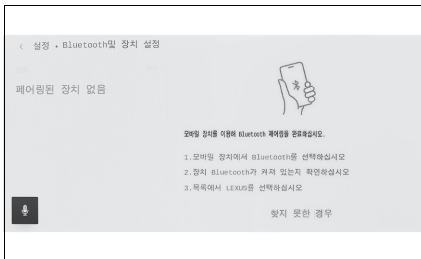 < 설정 • Bluetooth및 장치 설정
페어링된 장치 없음
모바일 장치를 이용해 Bluetooth 페어링을 완료하십시오.
1.모바일 장치에서 Bluetooth를 선택하십시오
2.장치 Bluetooth가 켜져 있는지 확인하십시오
3.목록에서 LEXUS를 선택하십시오
찾지 못한 경우